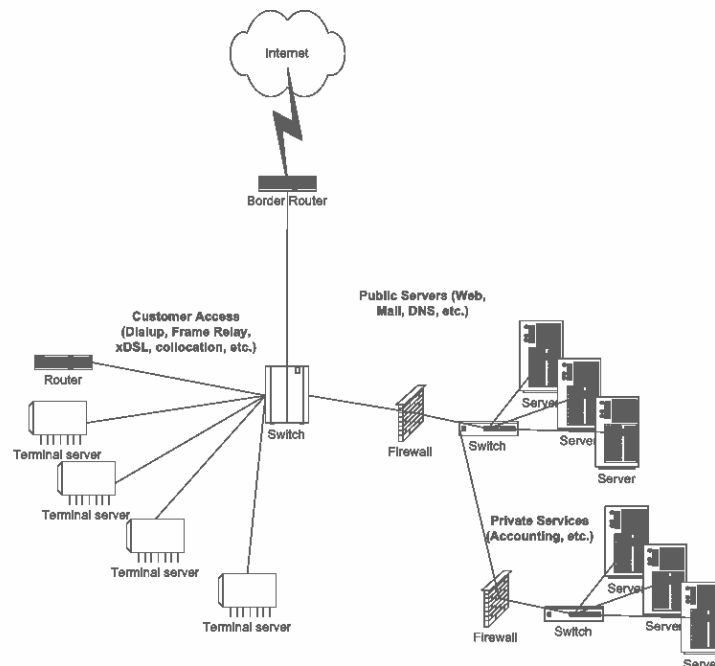 Internet
Border Router
Public Servers (Web,
Mail, DNS, etc.)
Customer Access
(Dialup, Frame Relay,
xDSL, collocation, etc.)
Router
Switch
Terminal server
Terminal server
Terminal server
Terminal server
Firewall
Switch
Server
Server
Server
Private Services
(Accounting, etc.)
Firewall
Switch
Server
Server
Server